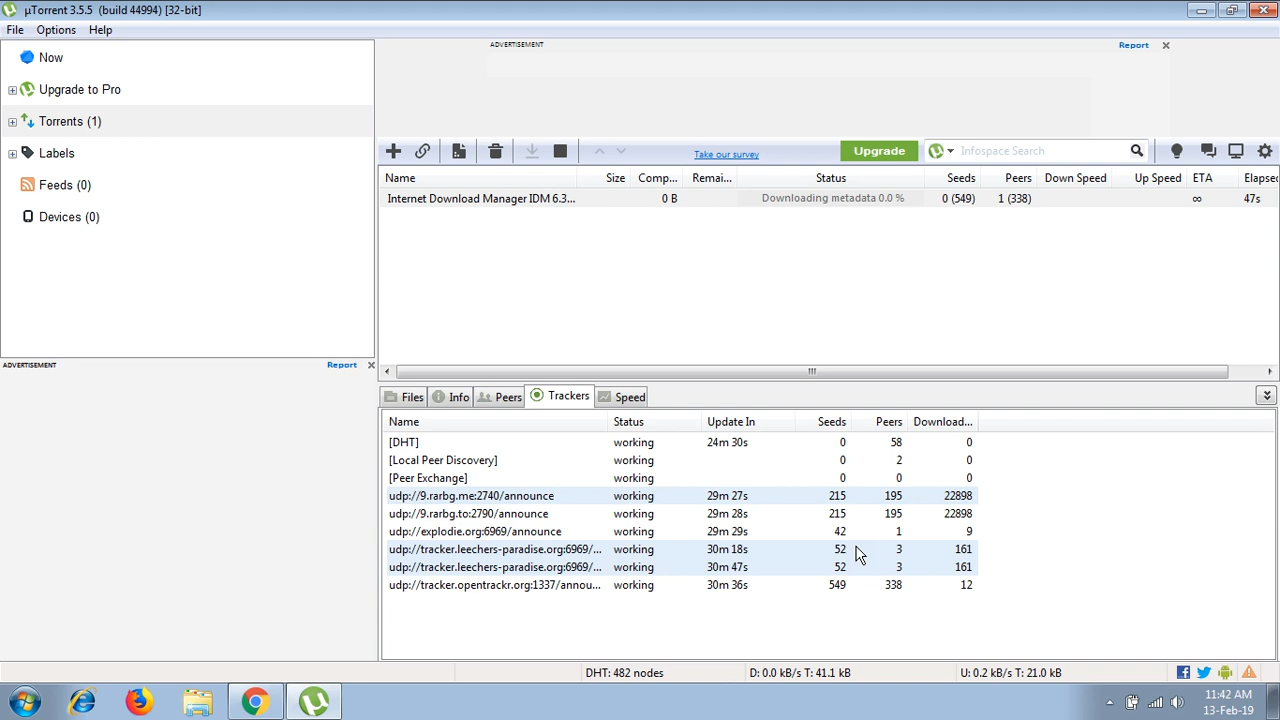 µTorrent 3.5.5 (build 44994) [32-bit]
File Options Help
Now
Upgrade to Pro
Torrents (1)
Labels
Feeds (0)
Devices (0)
ADVERTISEMENT Report
ADVERTISEMENT Report
Take our survey Upgrade Infospace Search
Name Size Comp... Remai... Status Seeds Peers Down Speed Up Speed ETA Elapsed
Internet Download Manager IDM 6.3... 0 B Downloading metadata 0.0 % 0 (549) 1 (338) ∞ 47s
Files Info Peers Trackers Speed
Name Status Update In Seeds Peers Download...
[DHT] working 24m 30s 0 58 0
[Local Peer Discovery] working 0 2 0
[Peer Exchange] working 0 0 0
udp://9.rarbg.me:2740/announce working 29m 27s 215 195 22898
udp://9.rarbg.to:2790/announce working 29m 28s 215 195 22898
udp://explodie.org:6969/announce working 29m 29s 42 1 9
udp://tracker.leechers-paradise.org:6969/... working 30m 18s 52 3 161
udp://tracker.leechers-paradise.org:6969/... working 30m 47s 52 3 161
udp://tracker.opentrackr.org:1337/annou... working 30m 36s 549 338 12
DHT: 482 nodes D: 0.0 kB/s T: 41.1 kB U: 0.2 kB/s T: 21.0 kB
11:42 AM
13-Feb-19